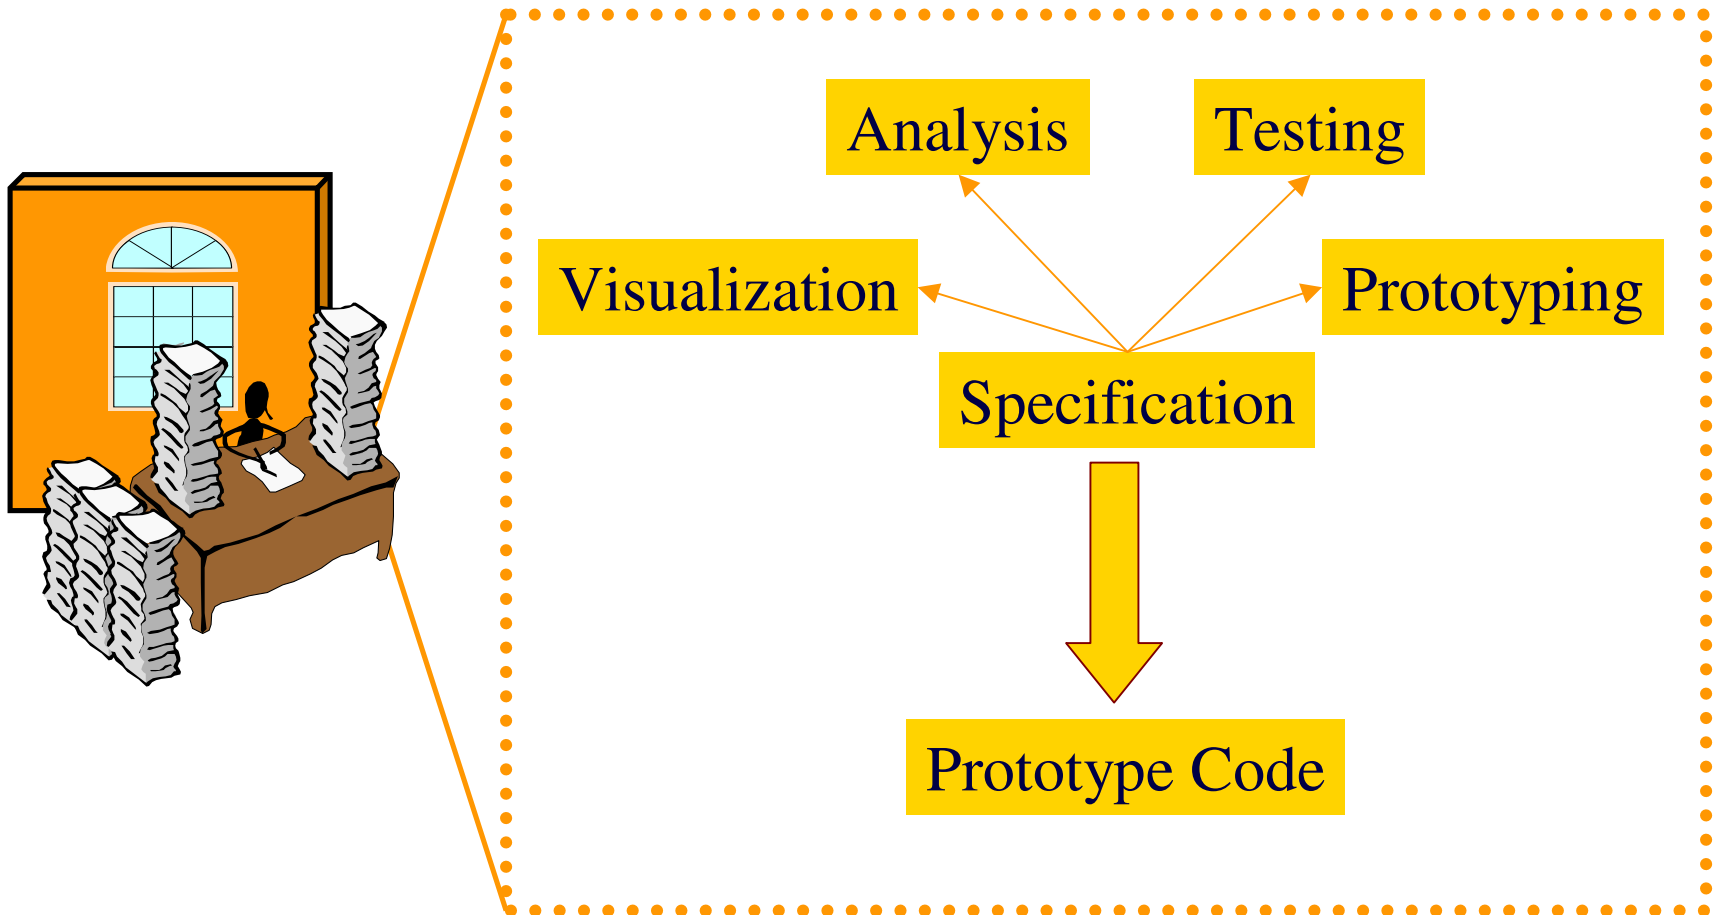 Analysis
Testing
Visualization
Prototyping
Specification
Prototype Code